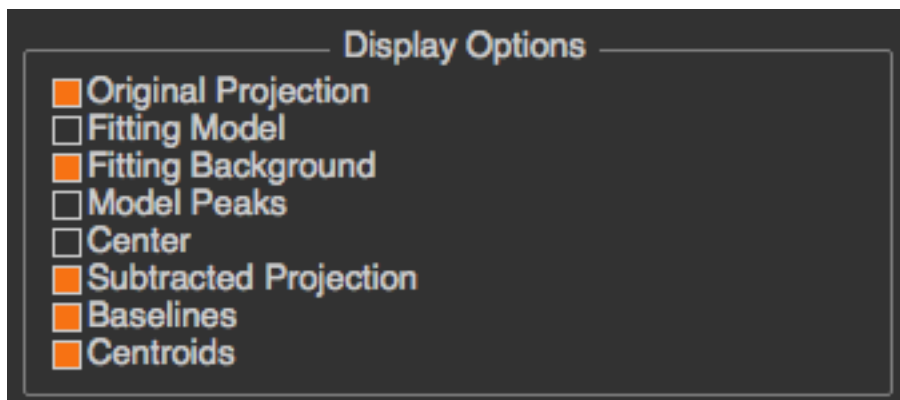 Display Options
Original Projection
Fitting Model
Fitting Background
Model Peaks
Center
Subtracted Projection
Baselines
Centroids